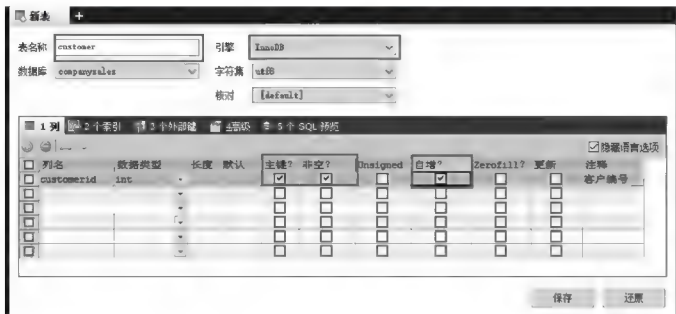 新表
表名称 customer 引擎 InnoDB
数据库 companysales 字符集 utf8
核对 [default]
1 列 2 个索引 3 个外部键 4高级 5 个 SQL 预览
隐藏语言选项
列名 数据类型 长度 默认 主键? 非空? Unsigned 自增? Zerofill? 更新 注释
customerid int 客户编号
保存 还原